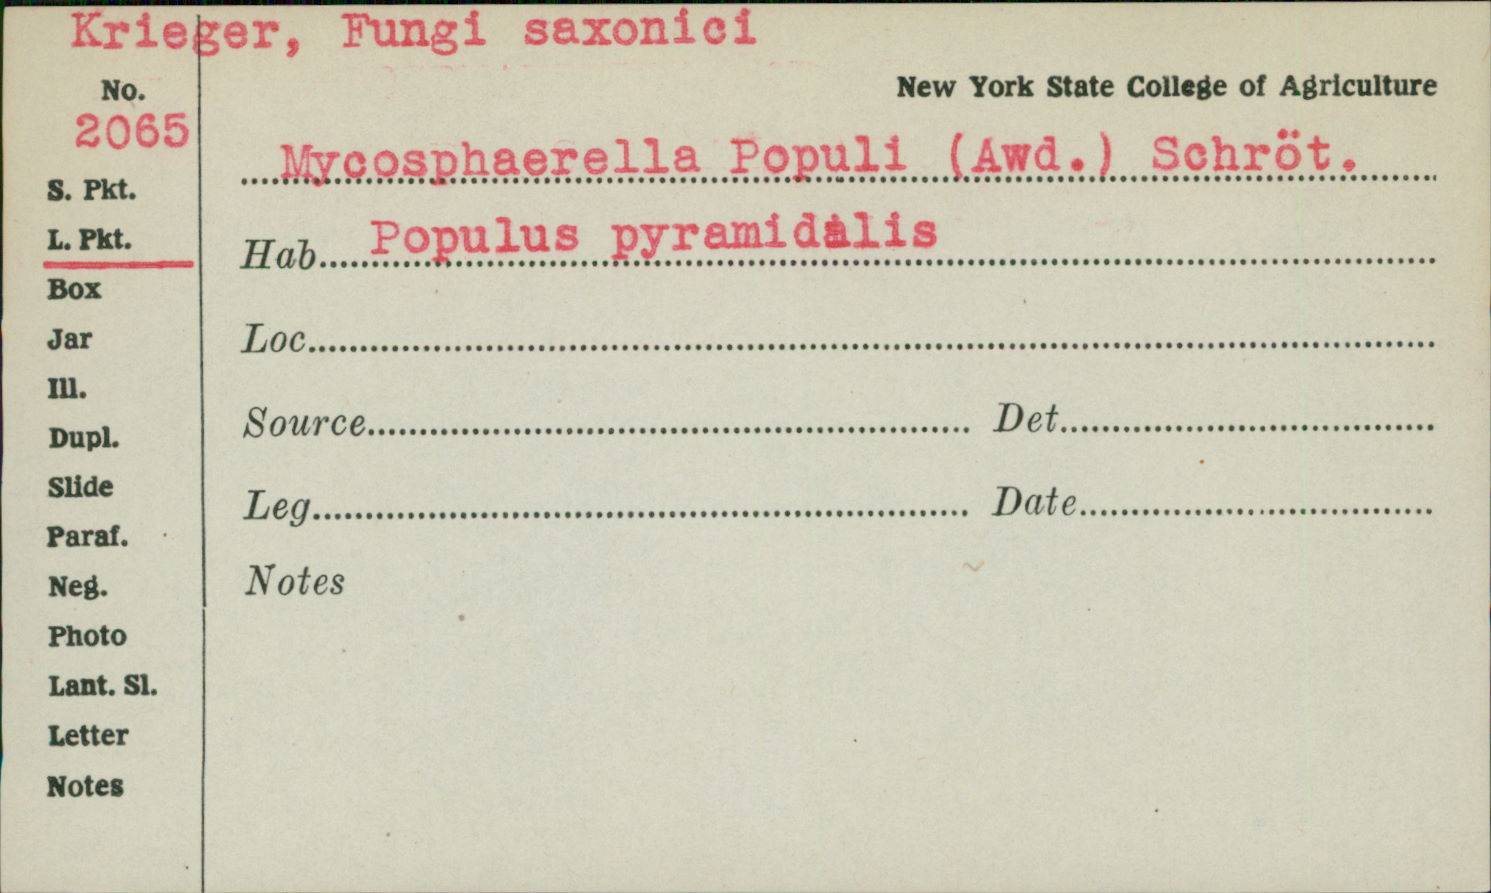 Krieger, Fungi saxonici
New York State College of Agriculture
No.
2065
Mycosphaerella Populi (Awd.) Schröt.
S. Pkt.
L. Pkt.
Hab. Populus pyramidalis
Box
Jar
Loc.
Ill.
Dupl.
Source Det.
Slide
Leg. Date
Paraf.
Neg.
Notes
Photo
Lant. Sl.
Letter
Notes